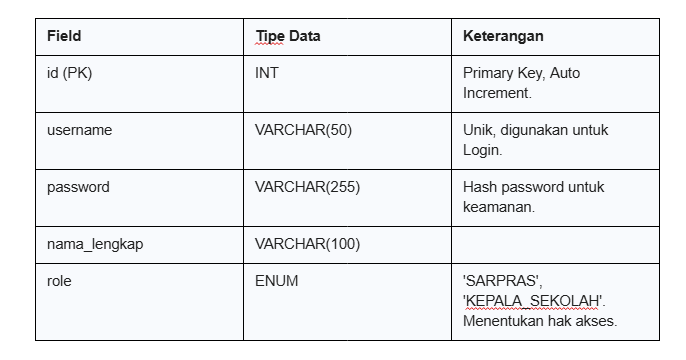 Field Tipe Data Keterangan
id (PK) INT Primary Key, Auto
Increment.
username VARCHAR(50) Unik, digunakan untuk
Login.
password VARCHAR(255) Hash password untuk
keamanan.
nama_lengkap VARCHAR(100)
role ENUM 'SARPRAS',
'KEPALA_SEKOLAH'.
Menentukan hak akses.